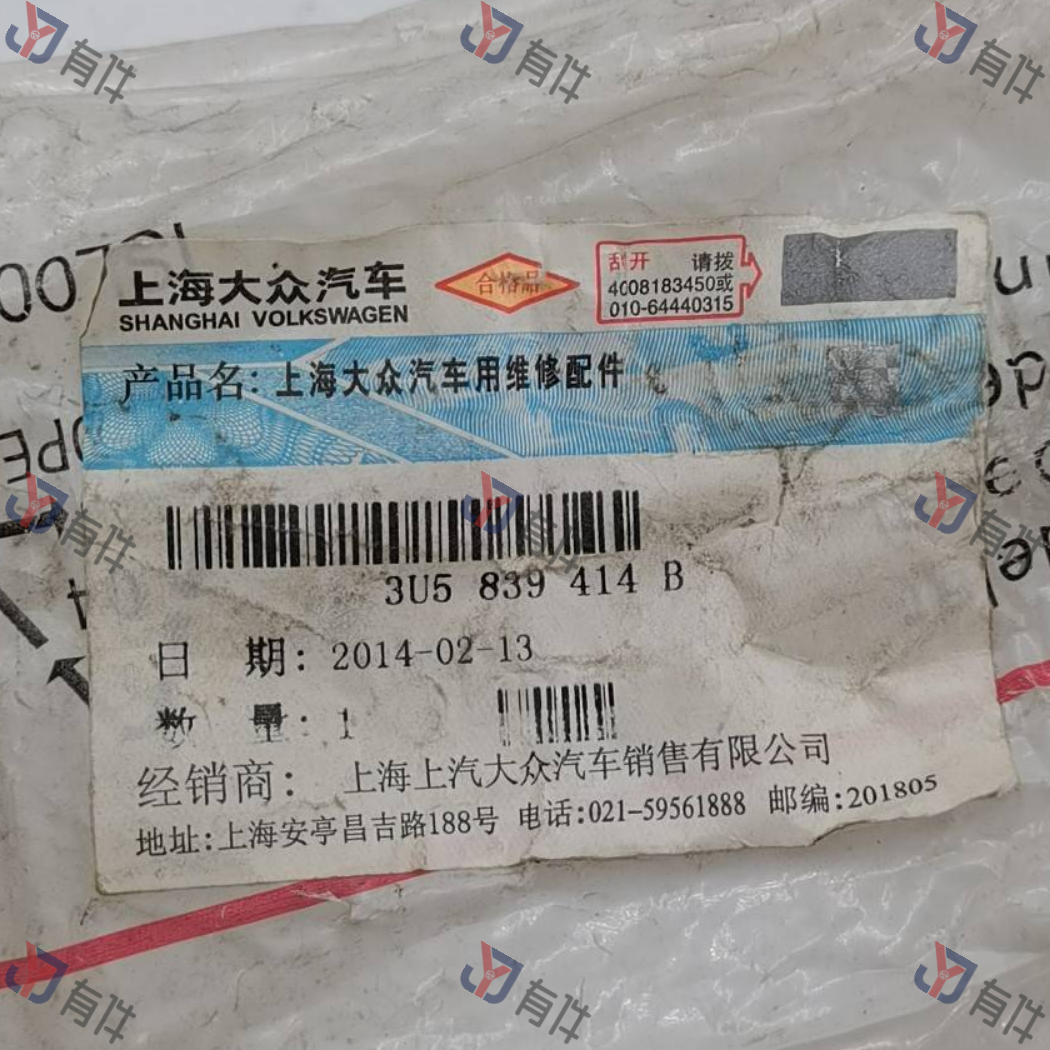 有件
有件
有件
上海大众汽车
SHANGHAI VOLKSWAGEN
合格品
刮开 请拨
4008183450或
010-64440315
产品名: 上海大众汽车用维修配件
有件
有件
有件
3U5 839 414 B
日 期: 2014-02-13
数 量: 1
经销商: 上海上汽大众汽车销售有限公司
地址:上海安亭昌吉路188号 电话:021-59561888 邮编:201805
有件
有件
有件